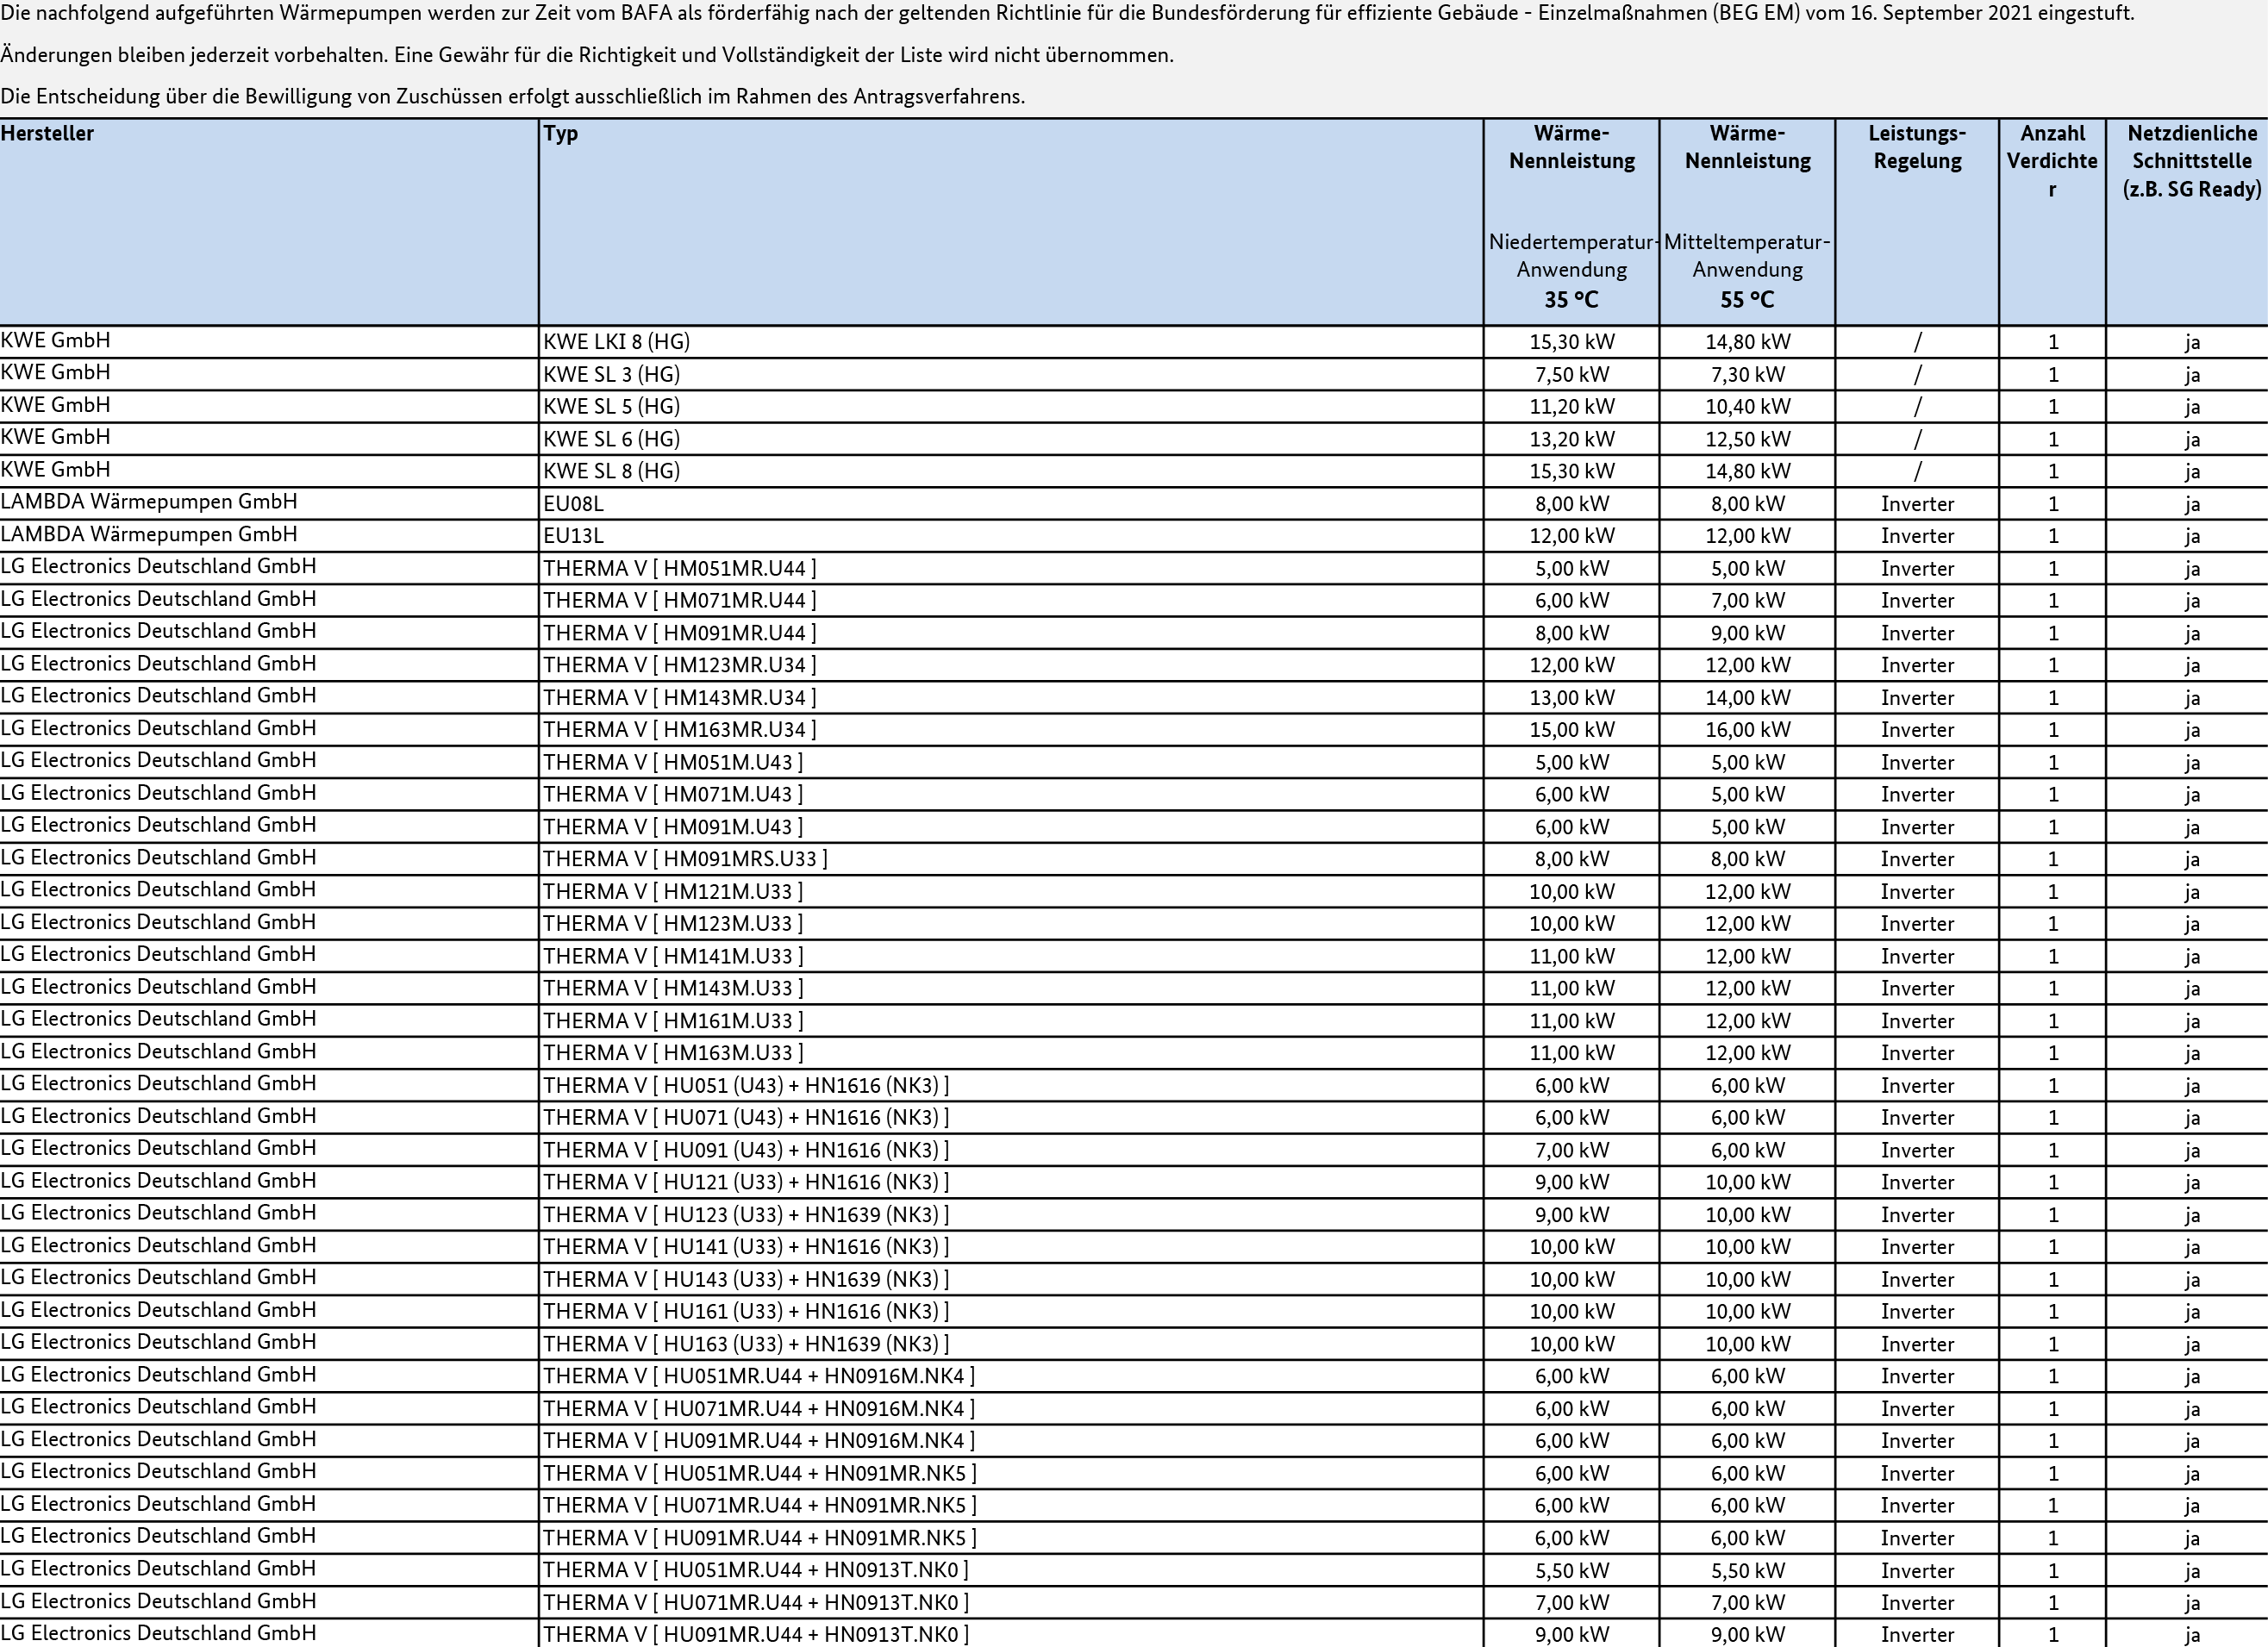 Die nachfolgend aufgeführten Wärmepumpen werden zur Zeit vom BAFA als förderfähig nach der geltenden Richtlinie für die Bundesförderung für effiziente Gebäude - Einzelmaßnahmen (BEG EM) vom 16. September 2021 eingestuft.
Änderungen bleiben jederzeit vorbehalten. Eine Gewähr für die Richtigkeit und Vollständigkeit der Liste wird nicht übernommen.
Die Entscheidung über die Bewilligung von Zuschüssen erfolgt ausschließlich im Rahmen des Antragsverfahrens.
Hersteller Typ Wärme- Wärme- Leistungs- Anzahl Netzdienliche
Nennleistung Nennleistung Regelung Verdichte Schnittstelle
r (z.B. SG Ready)
Niedertemperatur- Mitteltemperatur-
Anwendung Anwendung
35 °C 55 °C
KWE GmbH KWE LKI 8 (HG) 15,30 kW 14,80 kW / 1 ja
KWE GmbH KWE SL 3 (HG) 7,50 kW 7,30 kW / 1 ja
KWE GmbH KWE SL 5 (HG) 11,20 kW 10,40 kW / 1 ja
KWE GmbH KWE SL 6 (HG) 13,20 kW 12,50 kW / 1 ja
KWE GmbH KWE SL 8 (HG) 15,30 kW 14,80 kW / 1 ja
LAMBDA Wärmepumpen GmbH EU08L 8,00 kW 8,00 kW Inverter 1 ja
LAMBDA Wärmepumpen GmbH EU13L 12,00 kW 12,00 kW Inverter 1 ja
LG Electronics Deutschland GmbH THERMA V [ HM051MR.U44 ] 5,00 kW 5,00 kW Inverter 1 ja
LG Electronics Deutschland GmbH THERMA V [ HM071MR.U44 ] 6,00 kW 7,00 kW Inverter 1 ja
LG Electronics Deutschland GmbH THERMA V [ HM091MR.U44 ] 8,00 kW 9,00 kW Inverter 1 ja
LG Electronics Deutschland GmbH THERMA V [ HM123MR.U34 ] 12,00 kW 12,00 kW Inverter 1 ja
LG Electronics Deutschland GmbH THERMA V [ HM143MR.U34 ] 13,00 kW 14,00 kW Inverter 1 ja
LG Electronics Deutschland GmbH THERMA V [ HM163MR.U34 ] 15,00 kW 16,00 kW Inverter 1 ja
LG Electronics Deutschland GmbH THERMA V [ HM051M.U43 ] 5,00 kW 5,00 kW Inverter 1 ja
LG Electronics Deutschland GmbH THERMA V [ HM071M.U43 ] 6,00 kW 5,00 kW Inverter 1 ja
LG Electronics Deutschland GmbH THERMA V [ HM091M.U43 ] 6,00 kW 5,00 kW Inverter 1 ja
LG Electronics Deutschland GmbH THERMA V [ HM091MRS.U33 ] 8,00 kW 8,00 kW Inverter 1 ja
LG Electronics Deutschland GmbH THERMA V [ HM121M.U33 ] 10,00 kW 12,00 kW Inverter 1 ja
LG Electronics Deutschland GmbH THERMA V [ HM123M.U33 ] 10,00 kW 12,00 kW Inverter 1 ja
LG Electronics Deutschland GmbH THERMA V [ HM141M.U33 ] 11,00 kW 12,00 kW Inverter 1 ja
LG Electronics Deutschland GmbH THERMA V [ HM143M.U33 ] 11,00 kW 12,00 kW Inverter 1 ja
LG Electronics Deutschland GmbH THERMA V [ HM161M.U33 ] 11,00 kW 12,00 kW Inverter 1 ja
LG Electronics Deutschland GmbH THERMA V [ HM163M.U33 ] 11,00 kW 12,00 kW Inverter 1 ja
LG Electronics Deutschland GmbH THERMA V [ HU051 (U43) + HN1616 (NK3) ] 6,00 kW 6,00 kW Inverter 1 ja
LG Electronics Deutschland GmbH THERMA V [ HU071 (U43) + HN1616 (NK3) ] 6,00 kW 6,00 kW Inverter 1 ja
LG Electronics Deutschland GmbH THERMA V [ HU091 (U43) + HN1616 (NK3) ] 7,00 kW 6,00 kW Inverter 1 ja
LG Electronics Deutschland GmbH THERMA V [ HU121 (U33) + HN1616 (NK3) ] 9,00 kW 10,00 kW Inverter 1 ja
LG Electronics Deutschland GmbH THERMA V [ HU123 (U33) + HN1639 (NK3) ] 9,00 kW 10,00 kW Inverter 1 ja
LG Electronics Deutschland GmbH THERMA V [ HU141 (U33) + HN1616 (NK3) ] 10,00 kW 10,00 kW Inverter 1 ja
LG Electronics Deutschland GmbH THERMA V [ HU143 (U33) + HN1639 (NK3) ] 10,00 kW 10,00 kW Inverter 1 ja
LG Electronics Deutschland GmbH THERMA V [ HU161 (U33) + HN1616 (NK3) ] 10,00 kW 10,00 kW Inverter 1 ja
LG Electronics Deutschland GmbH THERMA V [ HU163 (U33) + HN1639 (NK3) ] 10,00 kW 10,00 kW Inverter 1 ja
LG Electronics Deutschland GmbH THERMA V [ HU051MR.U44 + HN0916M.NK4 ] 6,00 kW 6,00 kW Inverter 1 ja
LG Electronics Deutschland GmbH THERMA V [ HU071MR.U44 + HN0916M.NK4 ] 6,00 kW 6,00 kW Inverter 1 ja
LG Electronics Deutschland GmbH THERMA V [ HU091MR.U44 + HN0916M.NK4 ] 6,00 kW 6,00 kW Inverter 1 ja
LG Electronics Deutschland GmbH THERMA V [ HU051MR.U44 + HN091MR.NK5 ] 6,00 kW 6,00 kW Inverter 1 ja
LG Electronics Deutschland GmbH THERMA V [ HU071MR.U44 + HN091MR.NK5 ] 6,00 kW 6,00 kW Inverter 1 ja
LG Electronics Deutschland GmbH THERMA V [ HU091MR.U44 + HN091MR.NK5 ] 6,00 kW 6,00 kW Inverter 1 ja
LG Electronics Deutschland GmbH THERMA V [ HU051MR.U44 + HN0913T.NK0 ] 5,50 kW 5,50 kW Inverter 1 ja
LG Electronics Deutschland GmbH THERMA V [ HU071MR.U44 + HN0913T.NK0 ] 7,00 kW 7,00 kW Inverter 1 ja
LG Electronics Deutschland GmbH THERMA V [ HU091MR.U44 + HN0913T.NK0 ] 9,00 kW 9,00 kW Inverter 1 ja